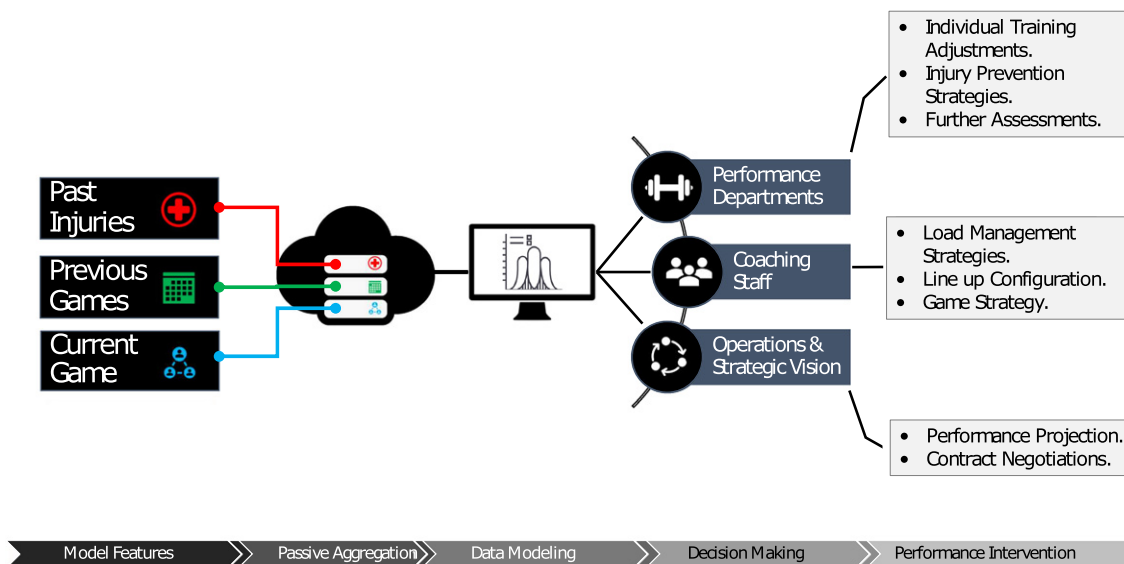 • Individual Training
Adjustments.
• Injury Prevention
Strategies.
• Further Assessments.
Past
Injuries
Previous
Games
Current
Game
Performance
Departments
Coaching
Staff
Operations &
Strategic Vision
• Load Management
Strategies.
• Line up Configuration.
• Game Strategy.
• Performance Projection.
• Contract Negotiations.
Model Features
Passive Aggregation
Data Modeling
Decision Making
Performance Intervention